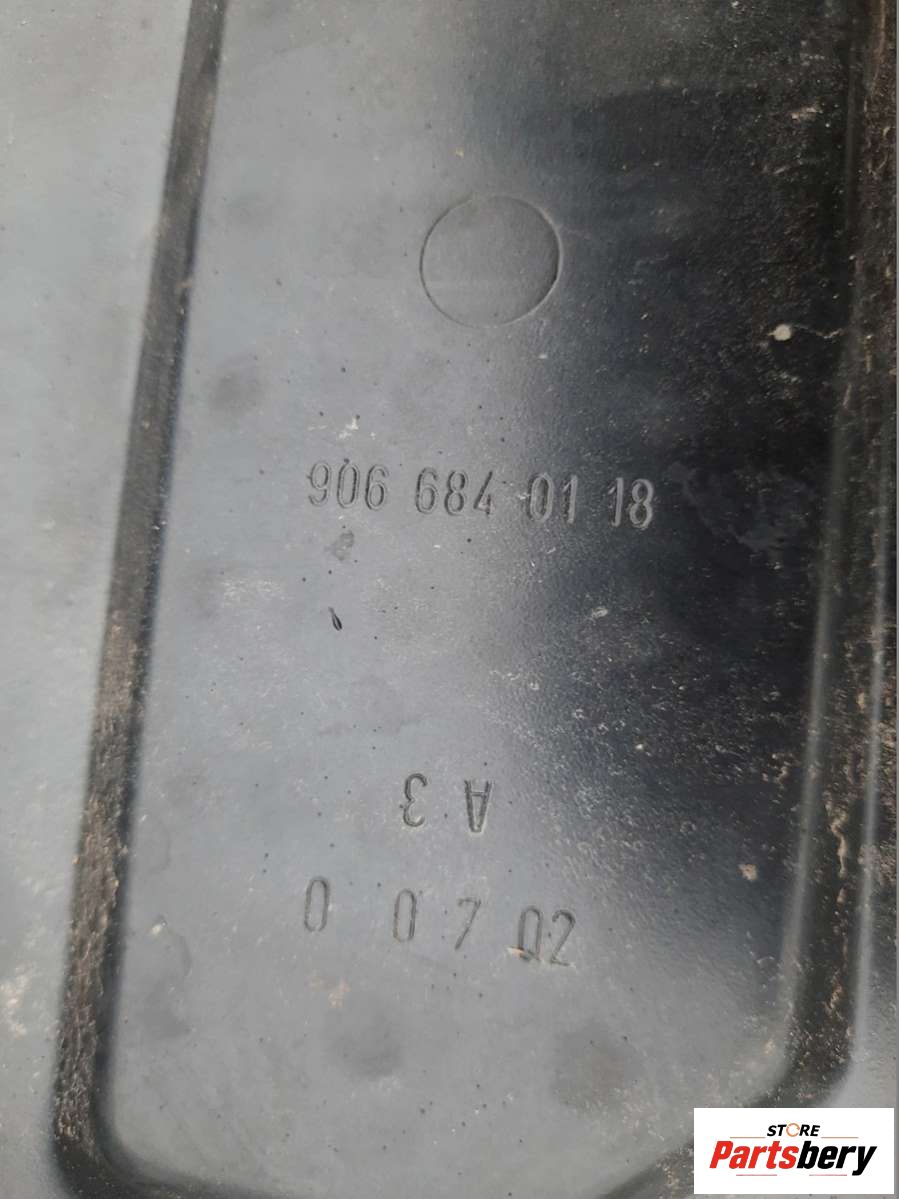 906 684 01 18
A 3
0 0 7 02
STORE
Partsbery